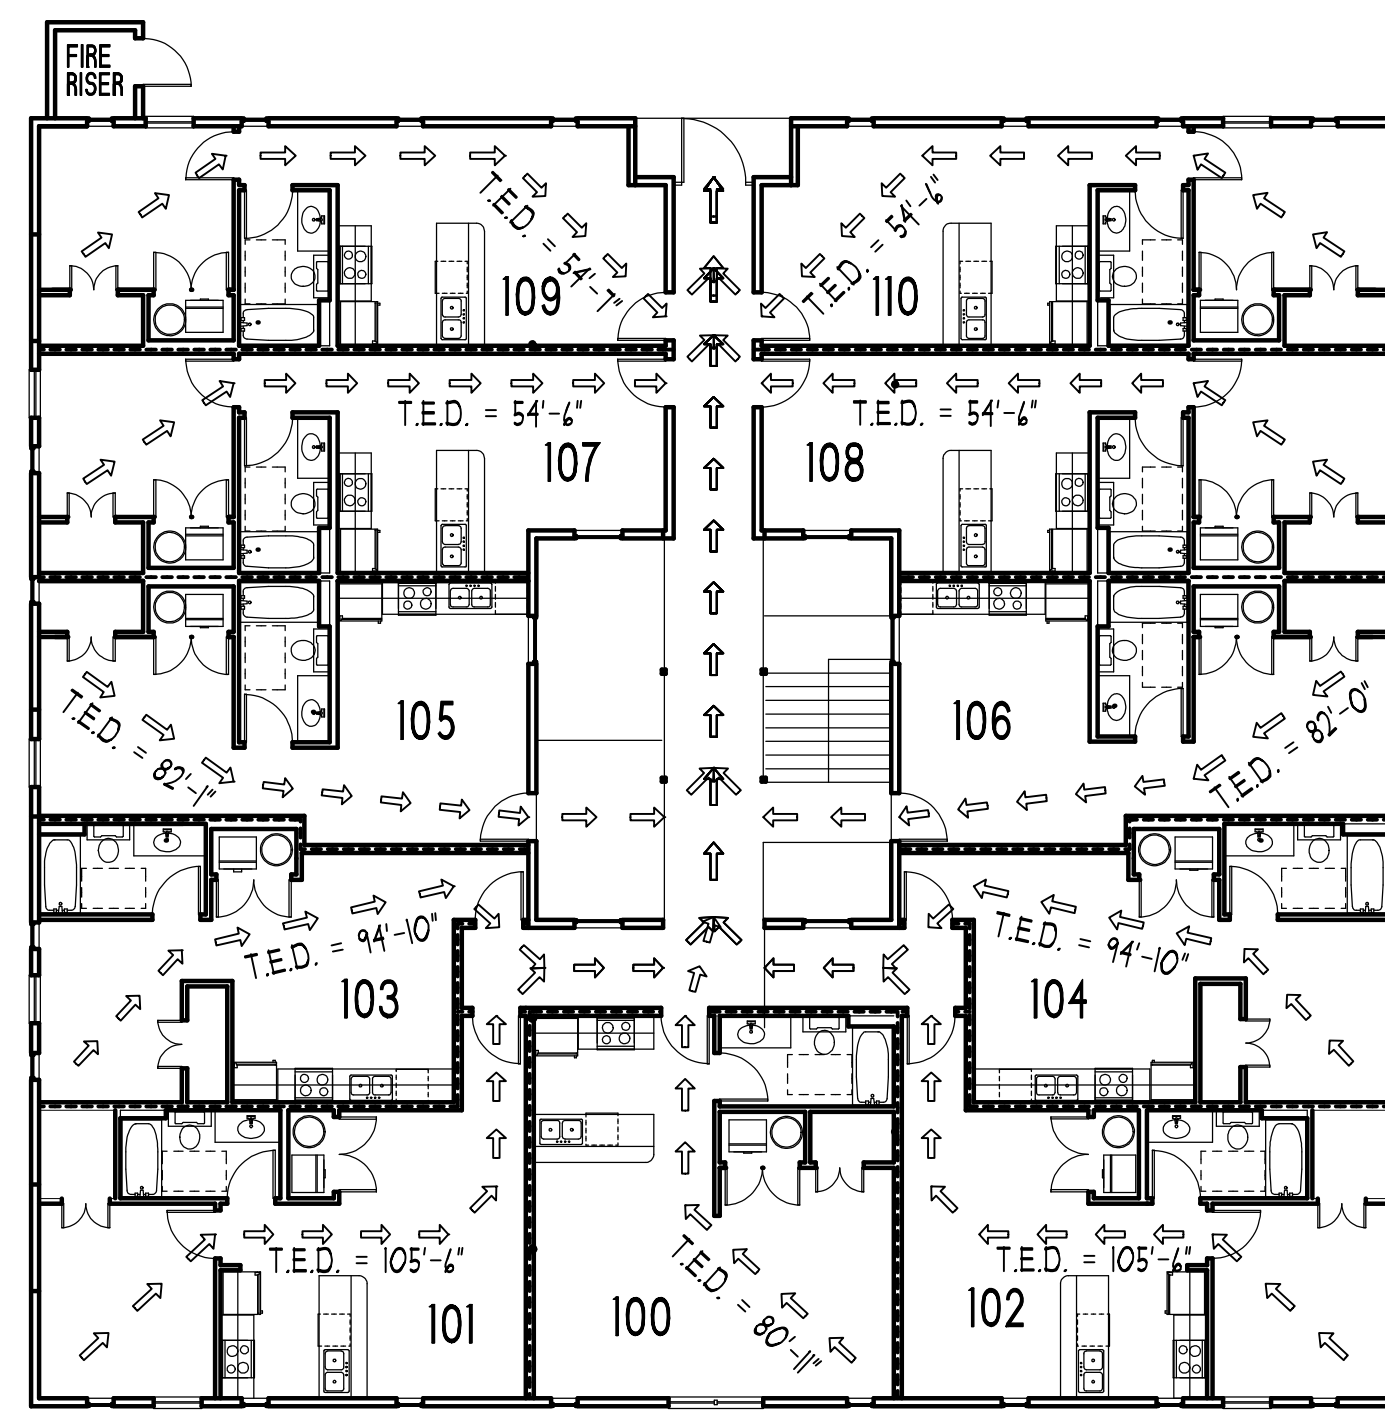 FIRE
RISER
T.E.D. = 54'-7"
109
T.E.D. = 54'-6"
110
T.E.D. = 54'-6"
107
T.E.D. = 54'-6"
108
T.E.D. = 82'-1"
105
106
T.E.D. = 82'-0"
T.E.D. = 94'-10"
103
T.E.D. = 94'-10"
104
T.E.D. = 105'-6"
101
T.E.D. = 80'-11"
100
T.E.D. = 105'-6"
102